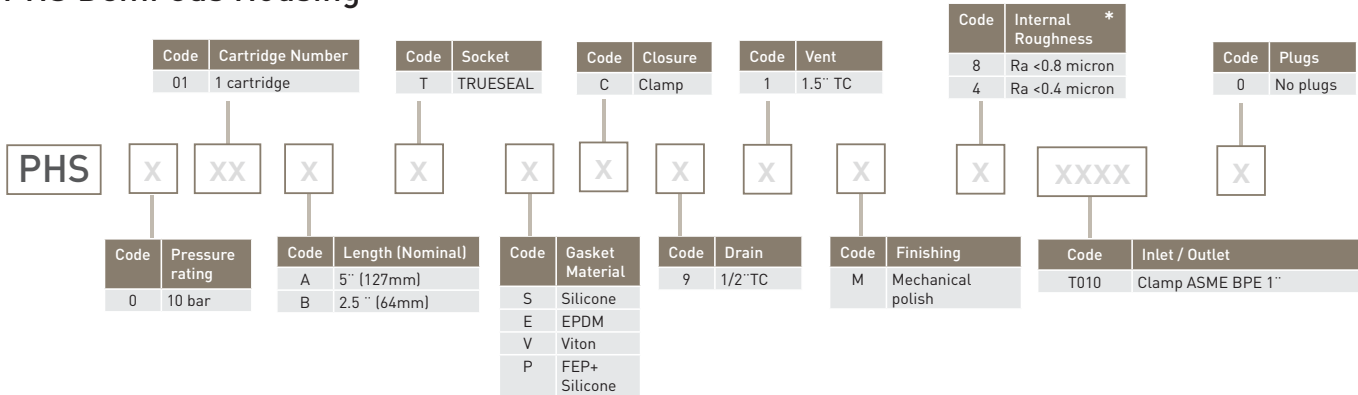 Housing
Code Internal Roughness *
8 Ra <0.8 micron
4 Ra <0.4 micron
Code Cartridge Number
01 1 cartridge
Code Socket
T TRUESEAL
Code Closure
C Clamp
Code Vent
1 1.5¨ TC
Code Plugs
0 No plugs
PHS X XX X X X X X X X X XXXX X
Code Pressure
rating
0 10 bar
Code Length (Nominal)
A 5¨ (127mm)
B 2.5 ¨ (64mm)
Code Gasket
Material
S Silicone
E EPDM
V Viton
P FEP+
Silicone
Code Drain
9 1/2¨TC
Code Finishing
M Mechanical
polish
Code Inlet / Outlet
T010 Clamp ASME BPE 1¨